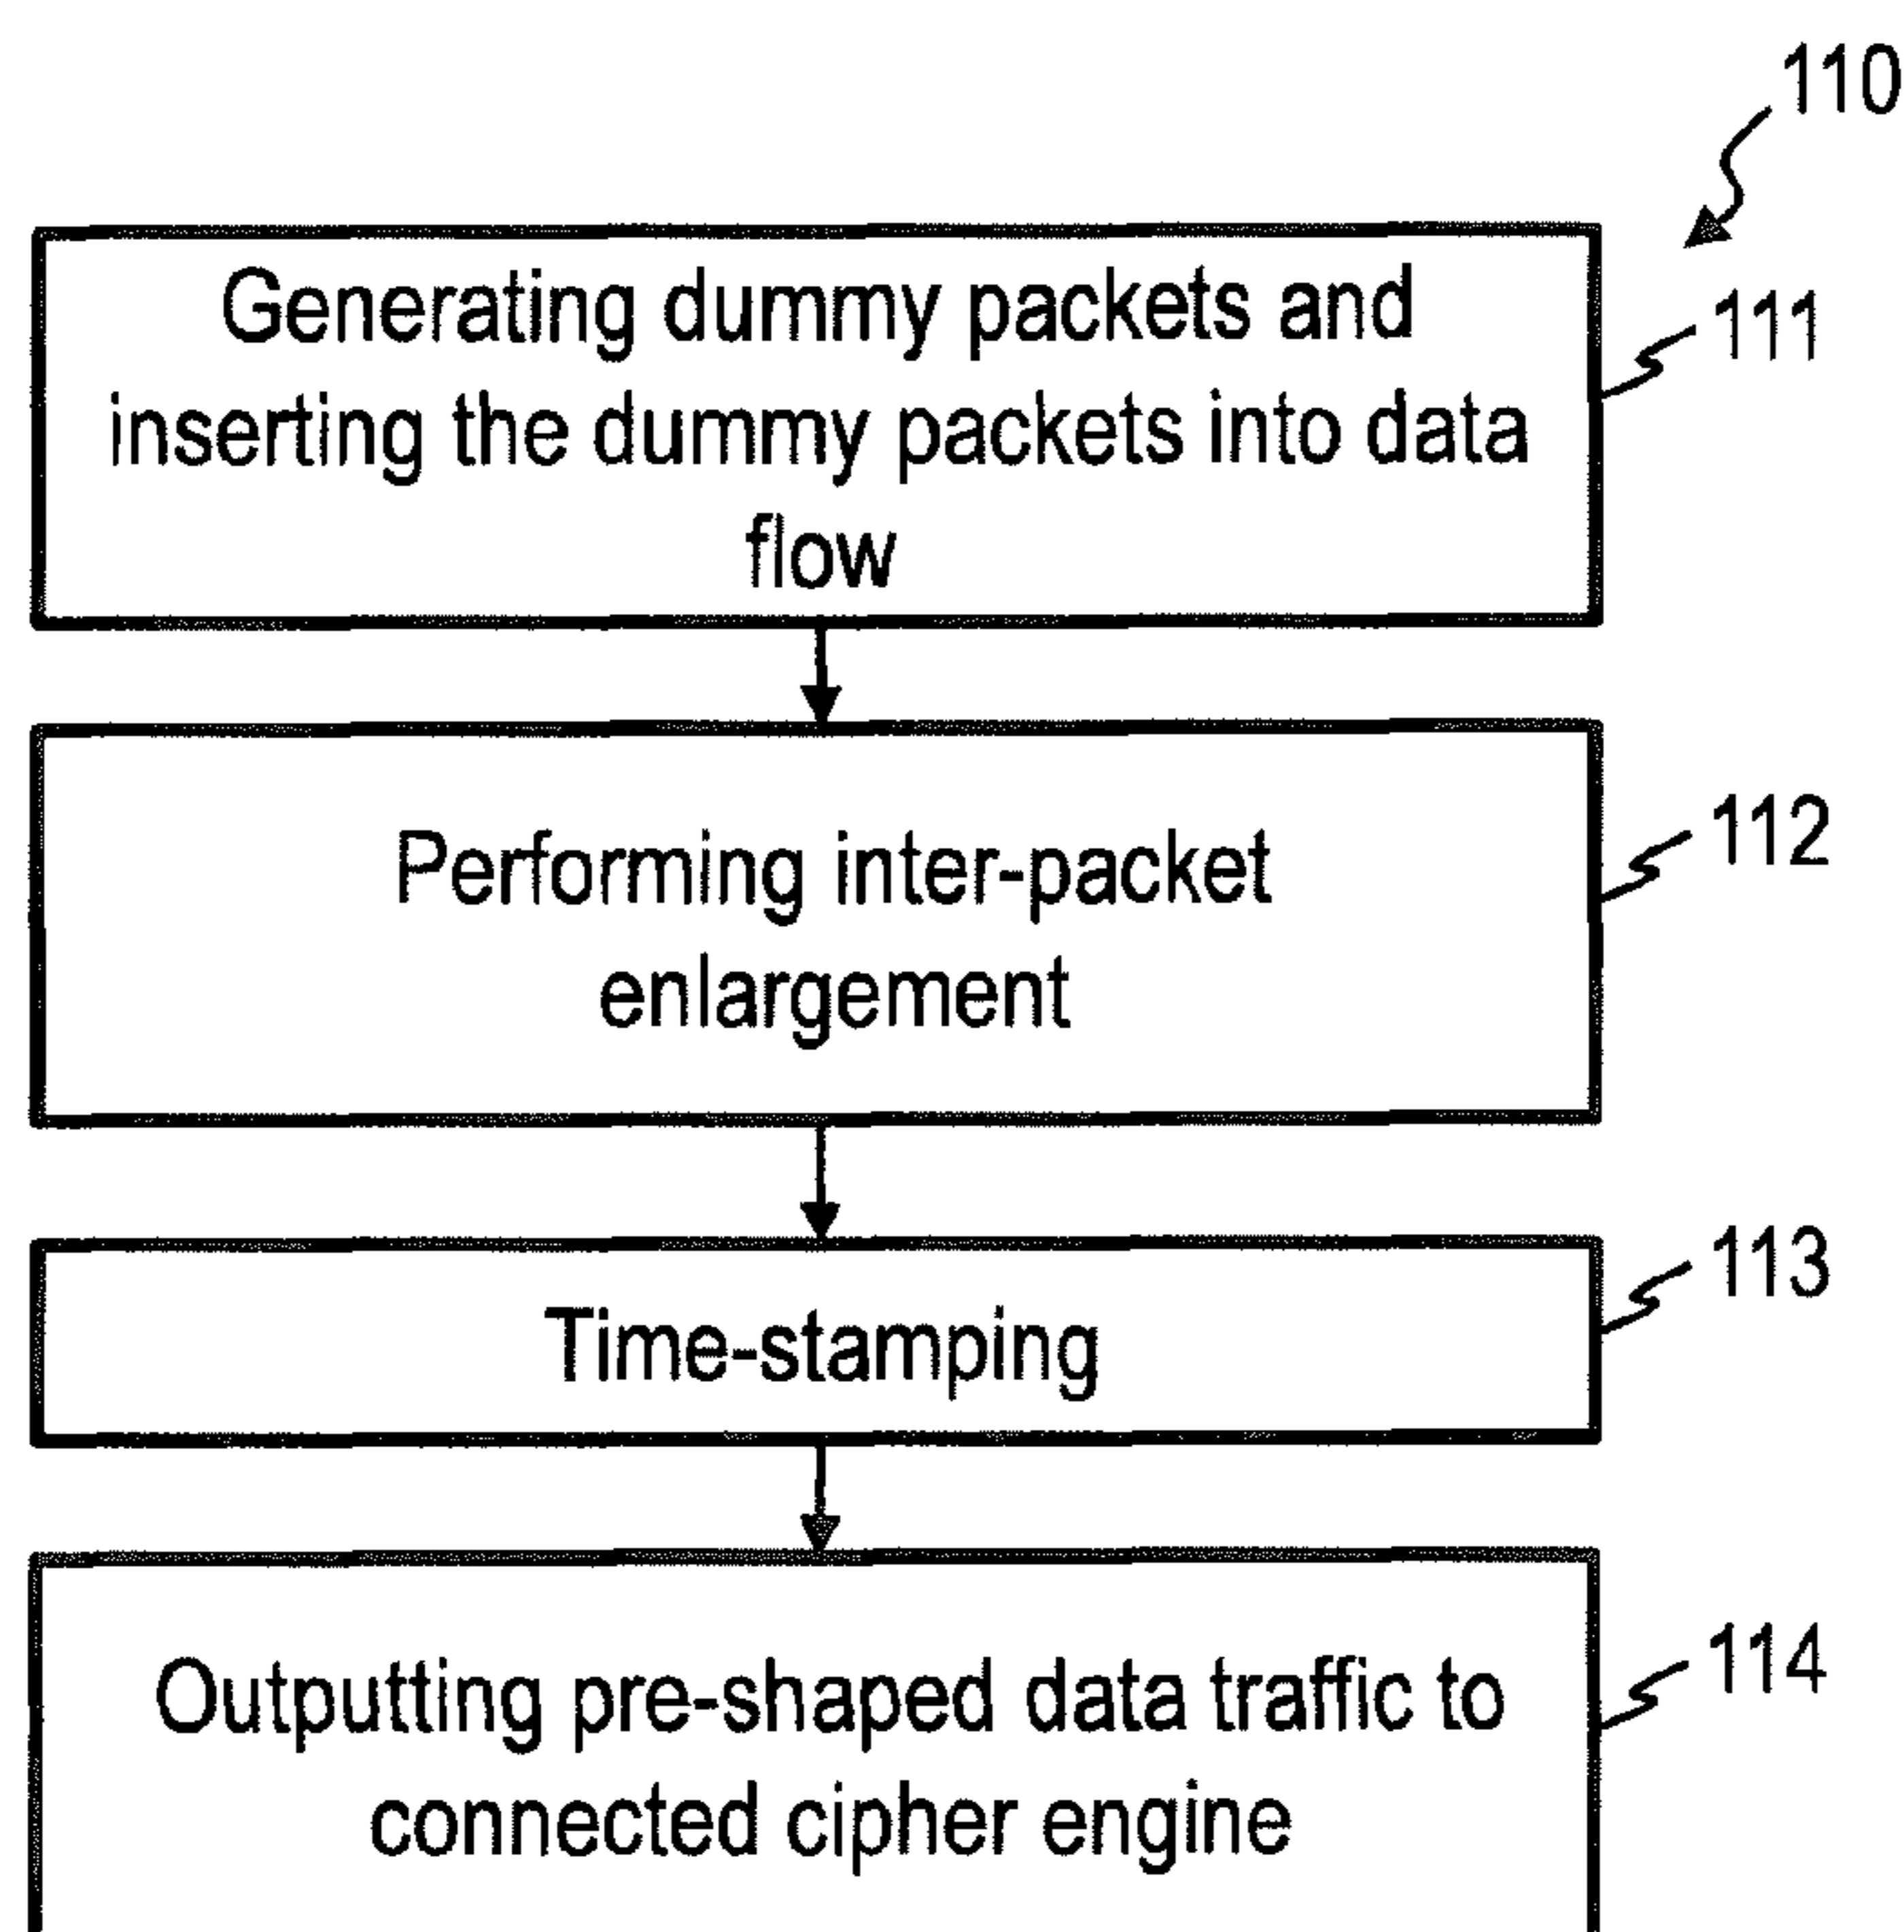 110
Generating dummy packets and
inserting the dummy packets into data
flow
111
Performing inter-packet
enlargement
112
Time-stamping
113
Outputting pre-shaped data traffic to
connected cipher engine
114